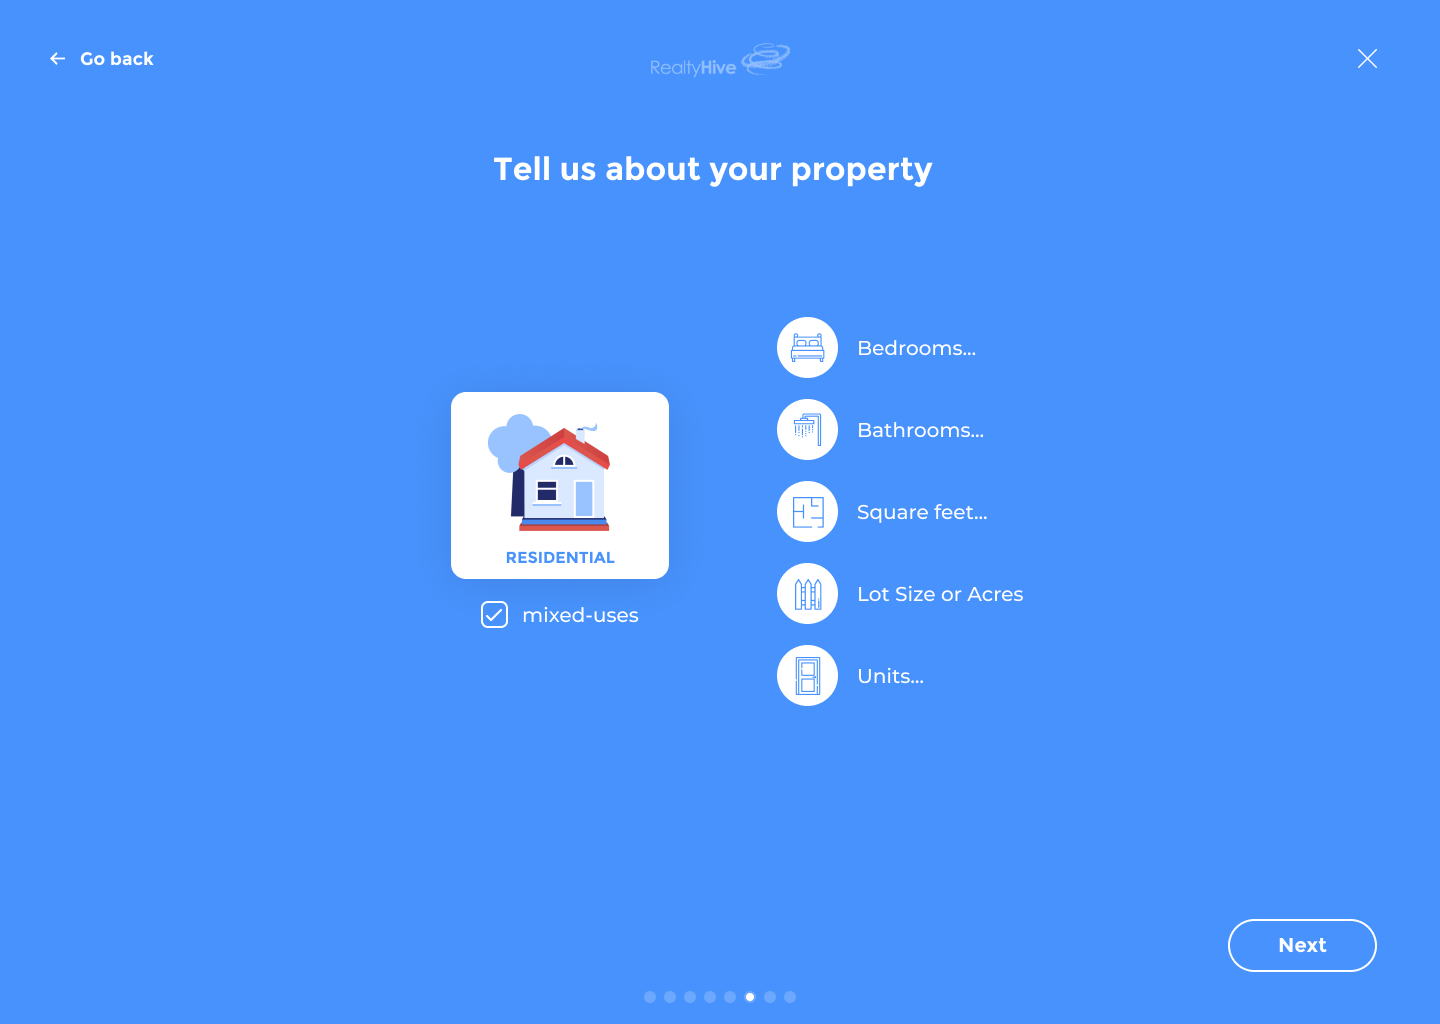 Go back
RealtyHive
Tell us about your property
Bedrooms...
Bathrooms...
Square feet...
Lot Size or Acres
Units...
RESIDENTIAL
mixed-uses
Next